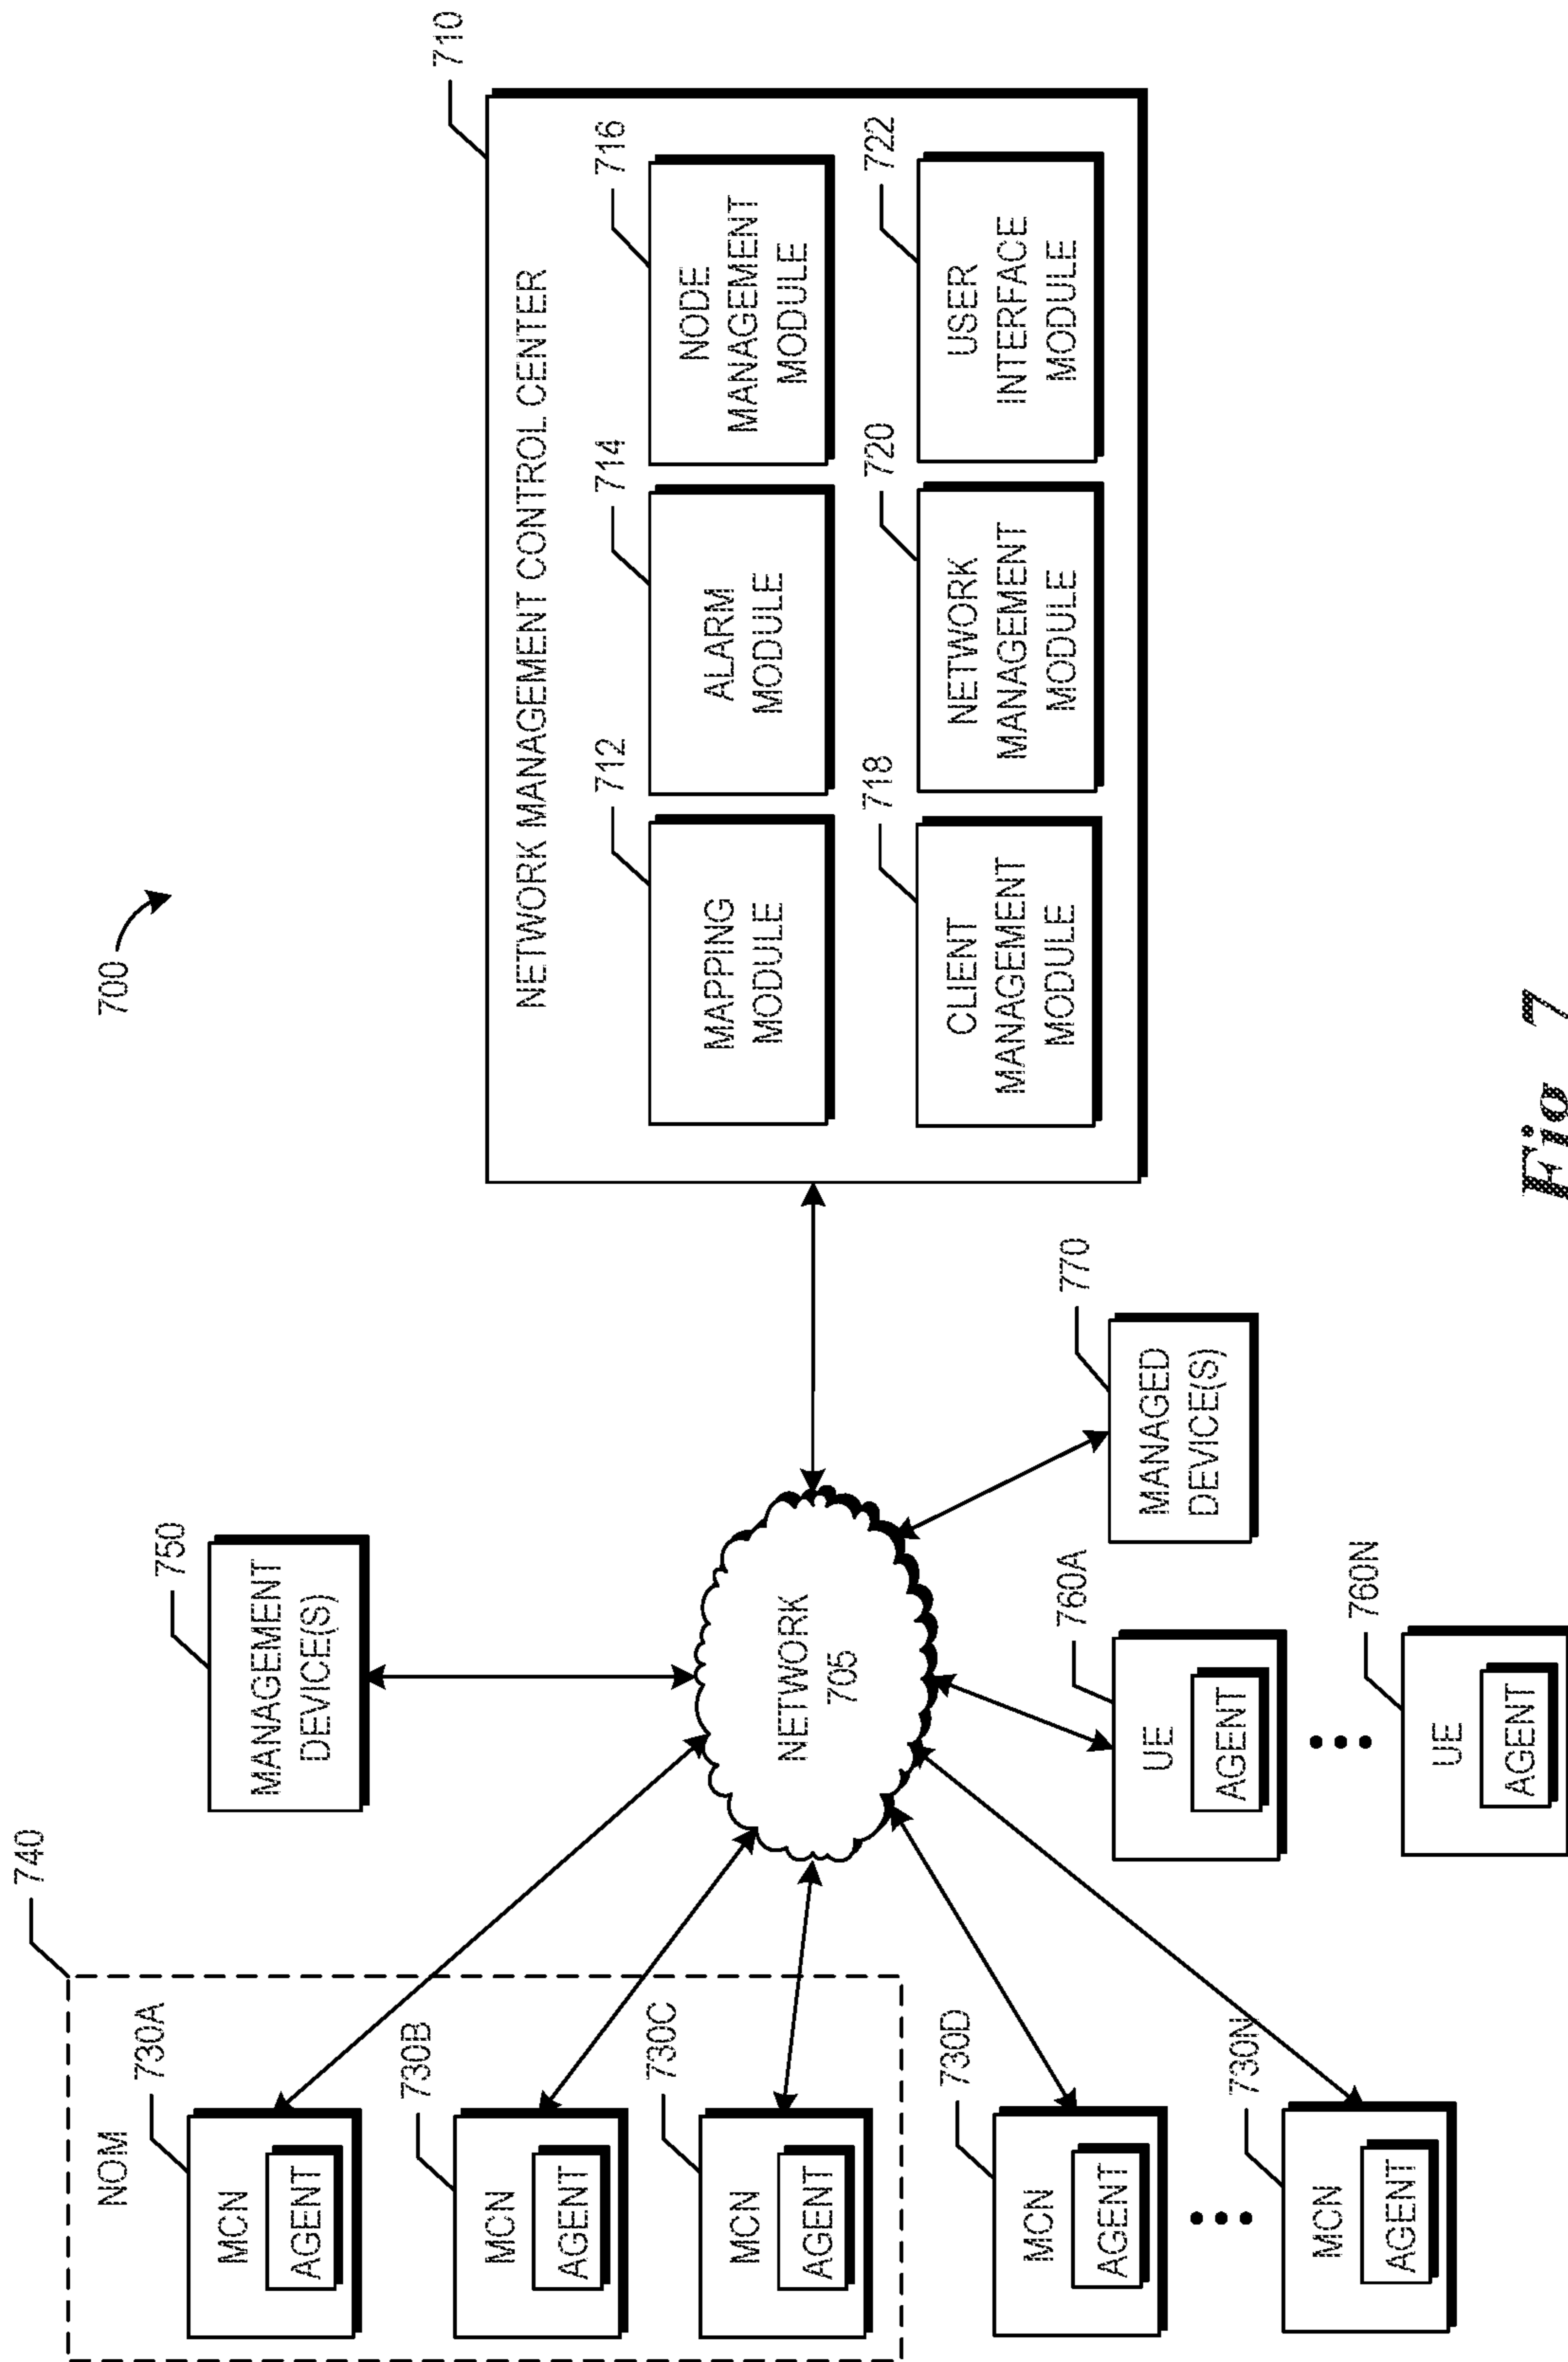 700
710
NETWORK MANAGEMENT CONTROL CENTER
712
MAPPING
MODULE
714
ALARM
MODULE
716
NODE
MANAGEMENT
MODULE
718
CLIENT
MANAGEMENT
MODULE
720
NETWORK
MANAGEMENT
MODULE
722
USER
INTERFACE
MODULE
740
NOM
730A
MCN
AGENT
730B
MCN
AGENT
730C
MCN
AGENT
730D
MCN
AGENT
730N
MCN
AGENT
750
MANAGEMENT
DEVICE(S)
NETWORK
705
760A
UE
AGENT
760N
UE
AGENT
770
MANAGED
DEVICE(S)
Fig. 7